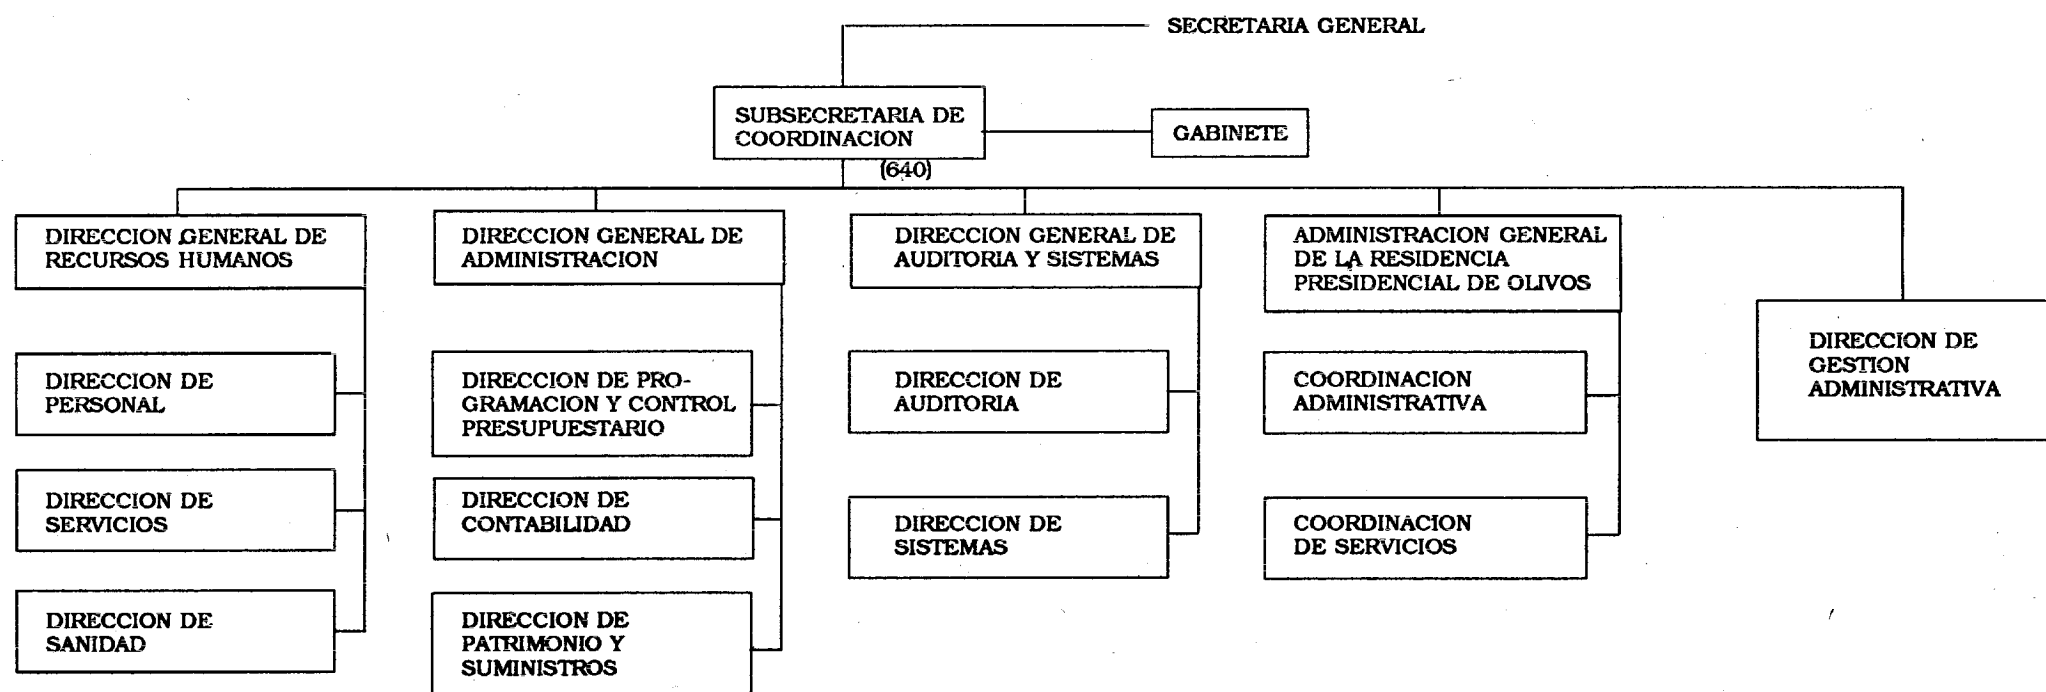 SECRETARIA GENERAL
SUBSECRETARIA DE
COORDINACION
(640)
GABINETE
DIRECCION GENERAL DE
RECURSOS HUMANOS
DIRECCION DE
PERSONAL
DIRECCION DE
SERVICIOS
DIRECCION DE
SANIDAD
DIRECCION GENERAL DE
ADMINISTRACION
DIRECCION DE PRO-
GRAMACION Y CONTROL
PRESUPUESTARIO
DIRECCION DE
CONTABILIDAD
DIRECCION DE
PATRIMONIO Y
SUMINISTROS
DIRECCION GENERAL DE
AUDITORIA Y SISTEMAS
DIRECCION DE
AUDITORIA
DIRECCION DE
SISTEMAS
ADMINISTRACION GENERAL
DE LA RESIDENCIA
PRESIDENCIAL DE OLIVOS
COORDINACION
ADMINISTRATIVA
COORDINACION
DE SERVICIOS
DIRECCION DE
GESTION
ADMINISTRATIVA